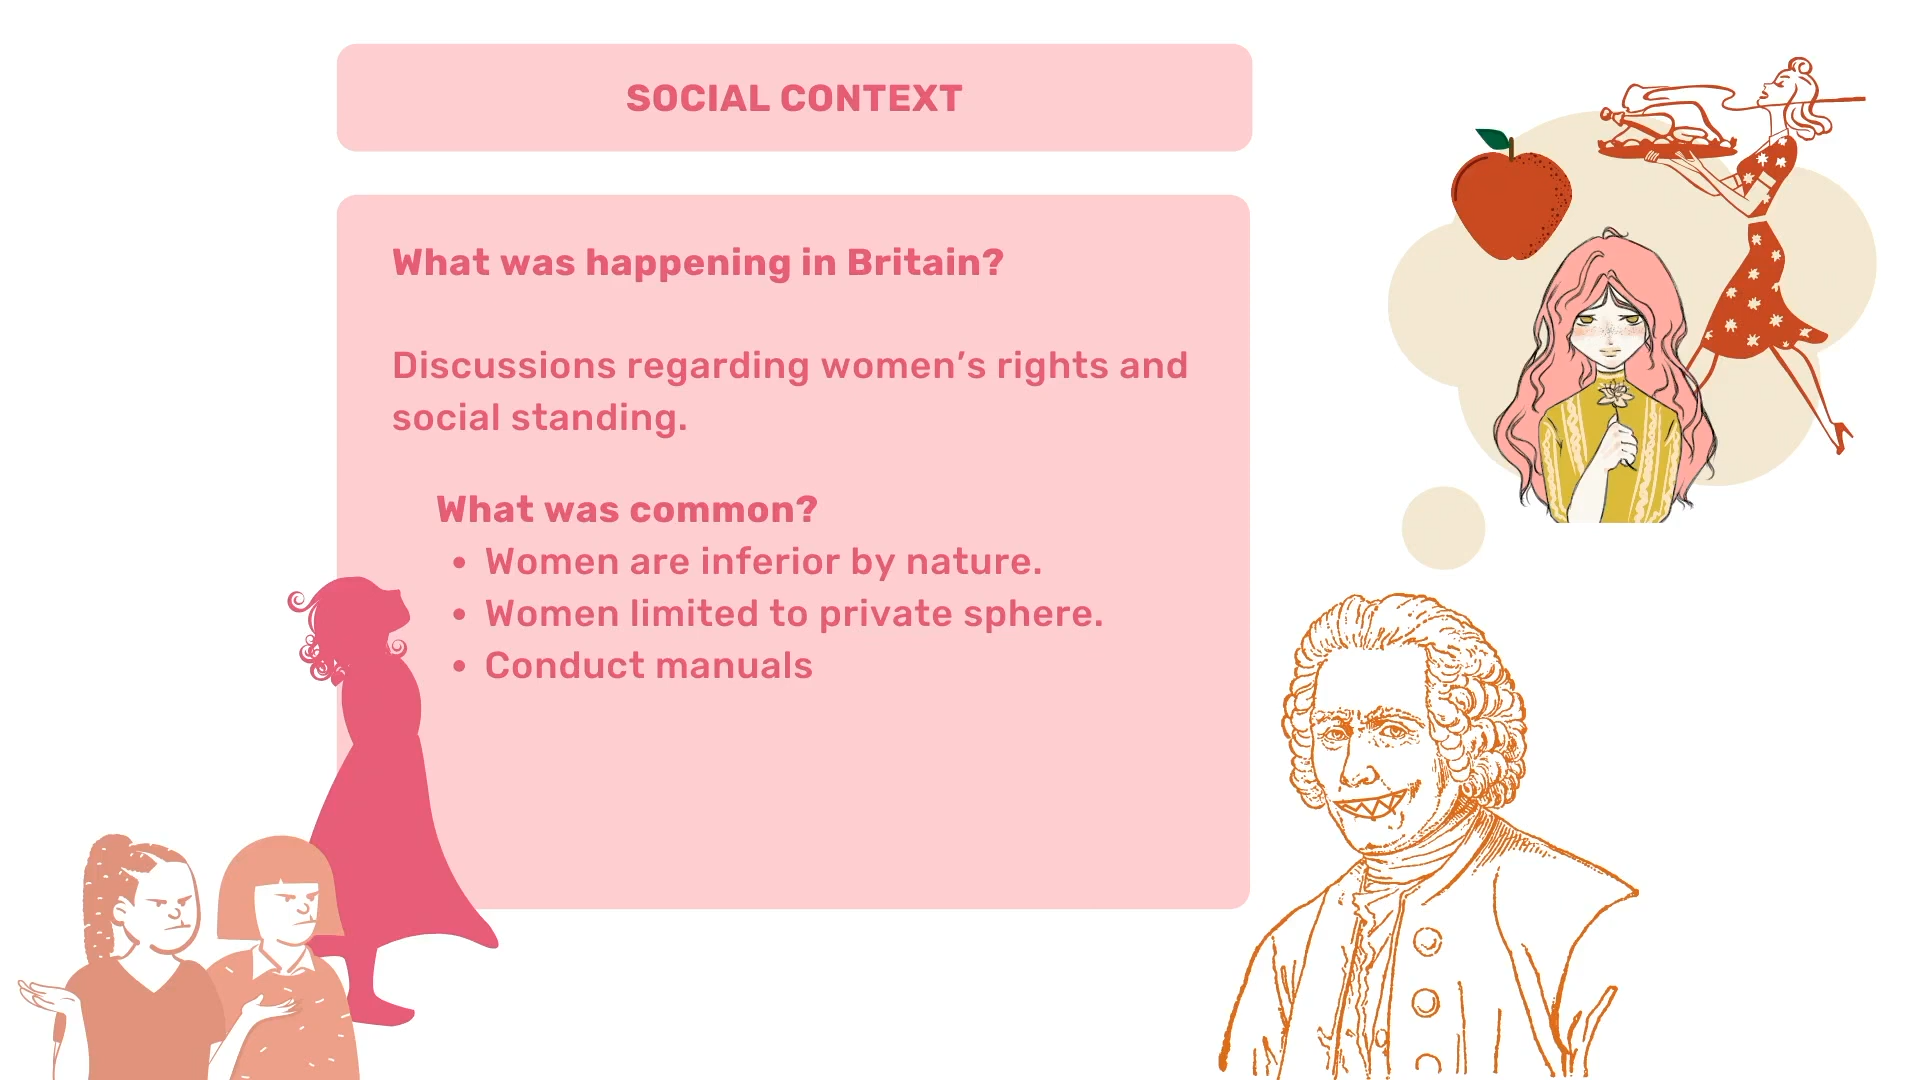 SOCIAL CONTEXT
What was happening in Britain?
Discussions regarding women’s rights and
social standing.
What was common?
• Women are inferior by nature.
• Women limited to private sphere.
• Conduct manuals